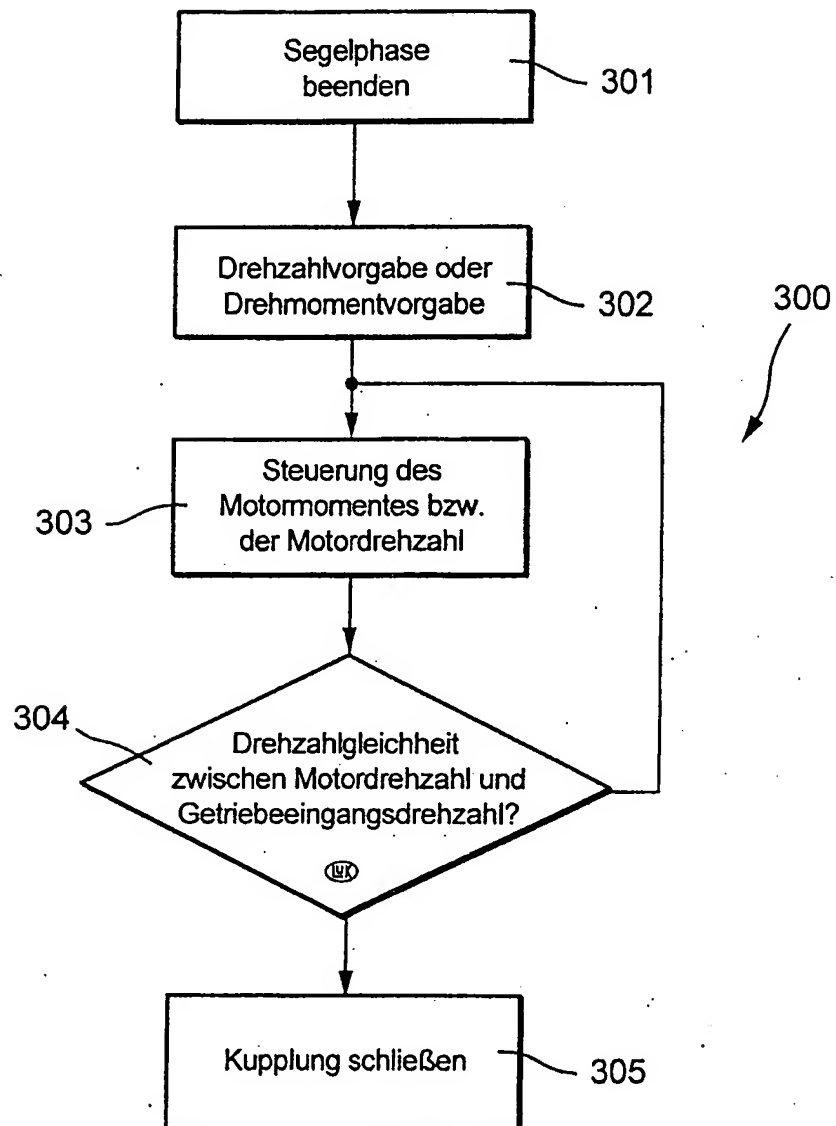 Segelphase
beenden
301
Drehzahlvorgabe oder
Drehmomentvorgabe
302
300
Steuerung des
Motormomentes bzw.
der Motordrehzahl
303
304
Drehzahlgleichheit
zwischen Motordrehzahl und
Getriebeeingangsdrehzahl?
LuK
Kupplung schließen
305